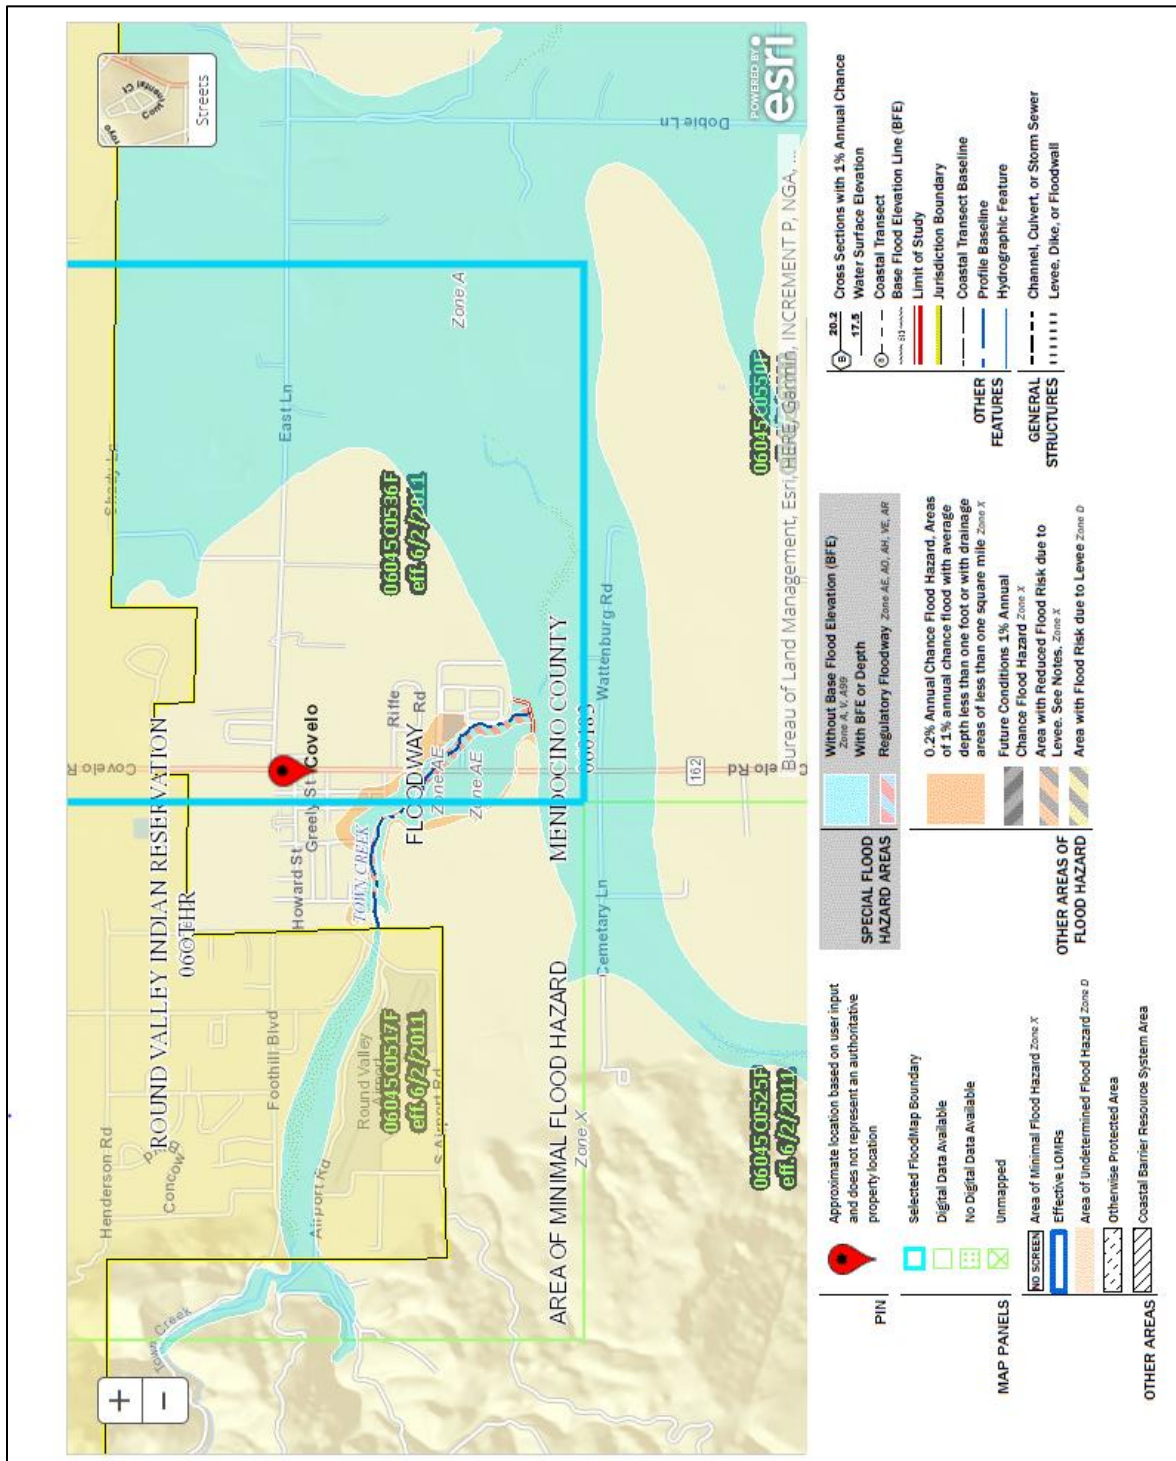 +
−
Town Creek
Henderson Rd
Concow Blvd
Foothill Blvd
Airport Rd
Round Valley
S Airport Rd
ROUND VALLEY INDIAN RESERVATION
06OTHR
Howard St
Greely St
Covelo
Covelo Rd
Shady Ln
East Ln
Dobie Ln
Riffe
Rd
TOWN CREEK
FLOODWAY
Zone AE
Zone AE
Zone A
06045C0517F
eff. 6/2/2011
06045C0536F
eff. 6/2/2011
06045C0525F
eff. 6/2/2011
06045C0550F
AREA OF MINIMAL FLOOD HAZARD
Zone X
MENDOCINO COUNTY
060183
Cemetary Ln
Wattenburg Rd
162
elo Rd
Streets
POWERED BY
esri
Bureau of Land Management, Esri, HERE, Garmin, INCREMENT P, NGA, ...
PIN
Approximate location based on user input
and does not represent an authoritative
property location
MAP PANELS
Selected FloodMap Boundary
Digital Data Available
No Digital Data Available
Unmapped
OTHER AREAS
NO SCREEN Area of Minimal Flood Hazard Zone X
Effective LOMRs
Area of Undetermined Flood Hazard Zone D
Otherwise Protected Area
Coastal Barrier Resource System Area
SPECIAL FLOOD
HAZARD AREAS
Without Base Flood Elevation (BFE)
Zone A, V, A99
With BFE or Depth
Regulatory Floodway Zone AE, AO, AH, VE, AR
OTHER AREAS OF
FLOOD HAZARD
0.2% Annual Chance Flood Hazard, Areas
of 1% annual chance flood with average
depth less than one foot or with drainage
areas of less than one square mile Zone X
Future Conditions 1% Annual
Chance Flood Hazard Zone X
Area with Reduced Flood Risk due to
Levee. See Notes. Zone X
Area with Flood Risk due to Levee Zone D
OTHER
FEATURES
B 20.2 Cross Sections with 1% Annual Chance
17.5 Water Surface Elevation
8 Coastal Transect
Base Flood Elevation Line (BFE)
Limit of Study
Jurisdiction Boundary
Coastal Transect Baseline
Profile Baseline
Hydrographic Feature
GENERAL
STRUCTURES
Channel, Culvert, or Storm Sewer
Levee, Dike, or Floodwall